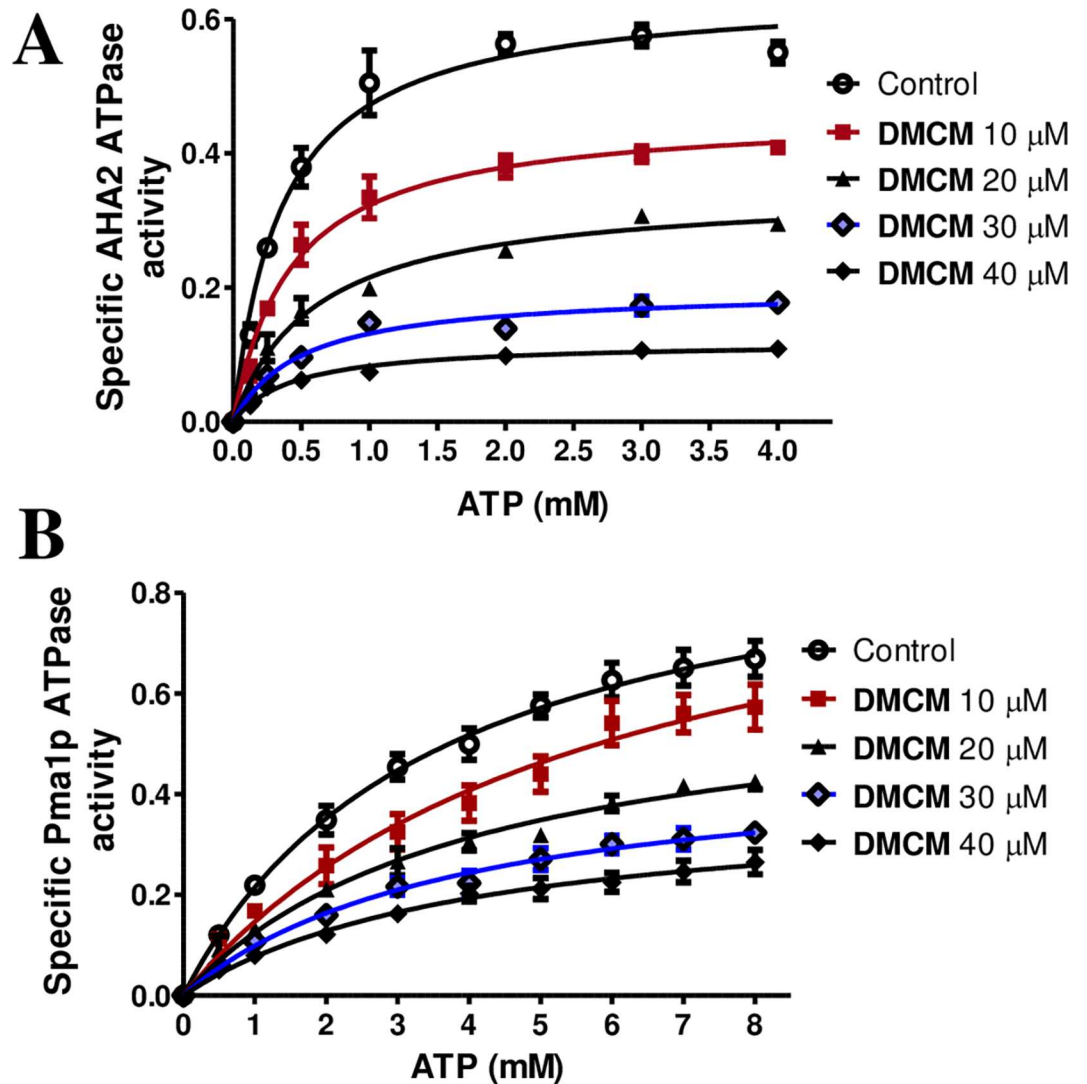 A
Specific AHA2 ATPase
activity
0.6
0.4
0.2
0.0
0.0 0.5 1.0 1.5 2.0 2.5 3.0 3.5 4.0
ATP (mM)
Control
DMCM 10 μM
DMCM 20 μM
DMCM 30 μM
DMCM 40 μM
B
Specific Pma1p ATPase
activity
0.8
0.6
0.4
0.2
0.0
0 1 2 3 4 5 6 7 8
ATP (mM)
Control
DMCM 10 μM
DMCM 20 μM
DMCM 30 μM
DMCM 40 μM